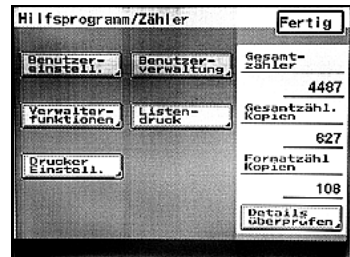 Hilfsprogramm/Zähler
Fertig
Benutzer-
einstell.
Benutzer-
verwaltung
Verwalter-
funktionen
Listen-
druck
Drucker
Einstell.
Gesamt-
zähler
4487
Gesantzähl.
Kopien
627
Formatzähl
Kopien
108
Details
überprüfen